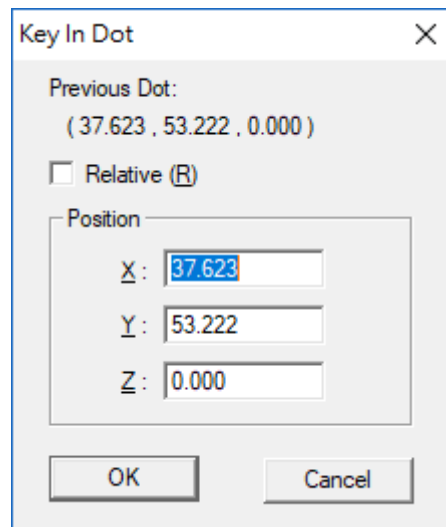 Key In Dot
Previous Dot:
( 37.623 , 53.222 , 0.000 )
Relative (R)
Position
X : 37.623
Y : 53.222
Z : 0.000
OK Cancel